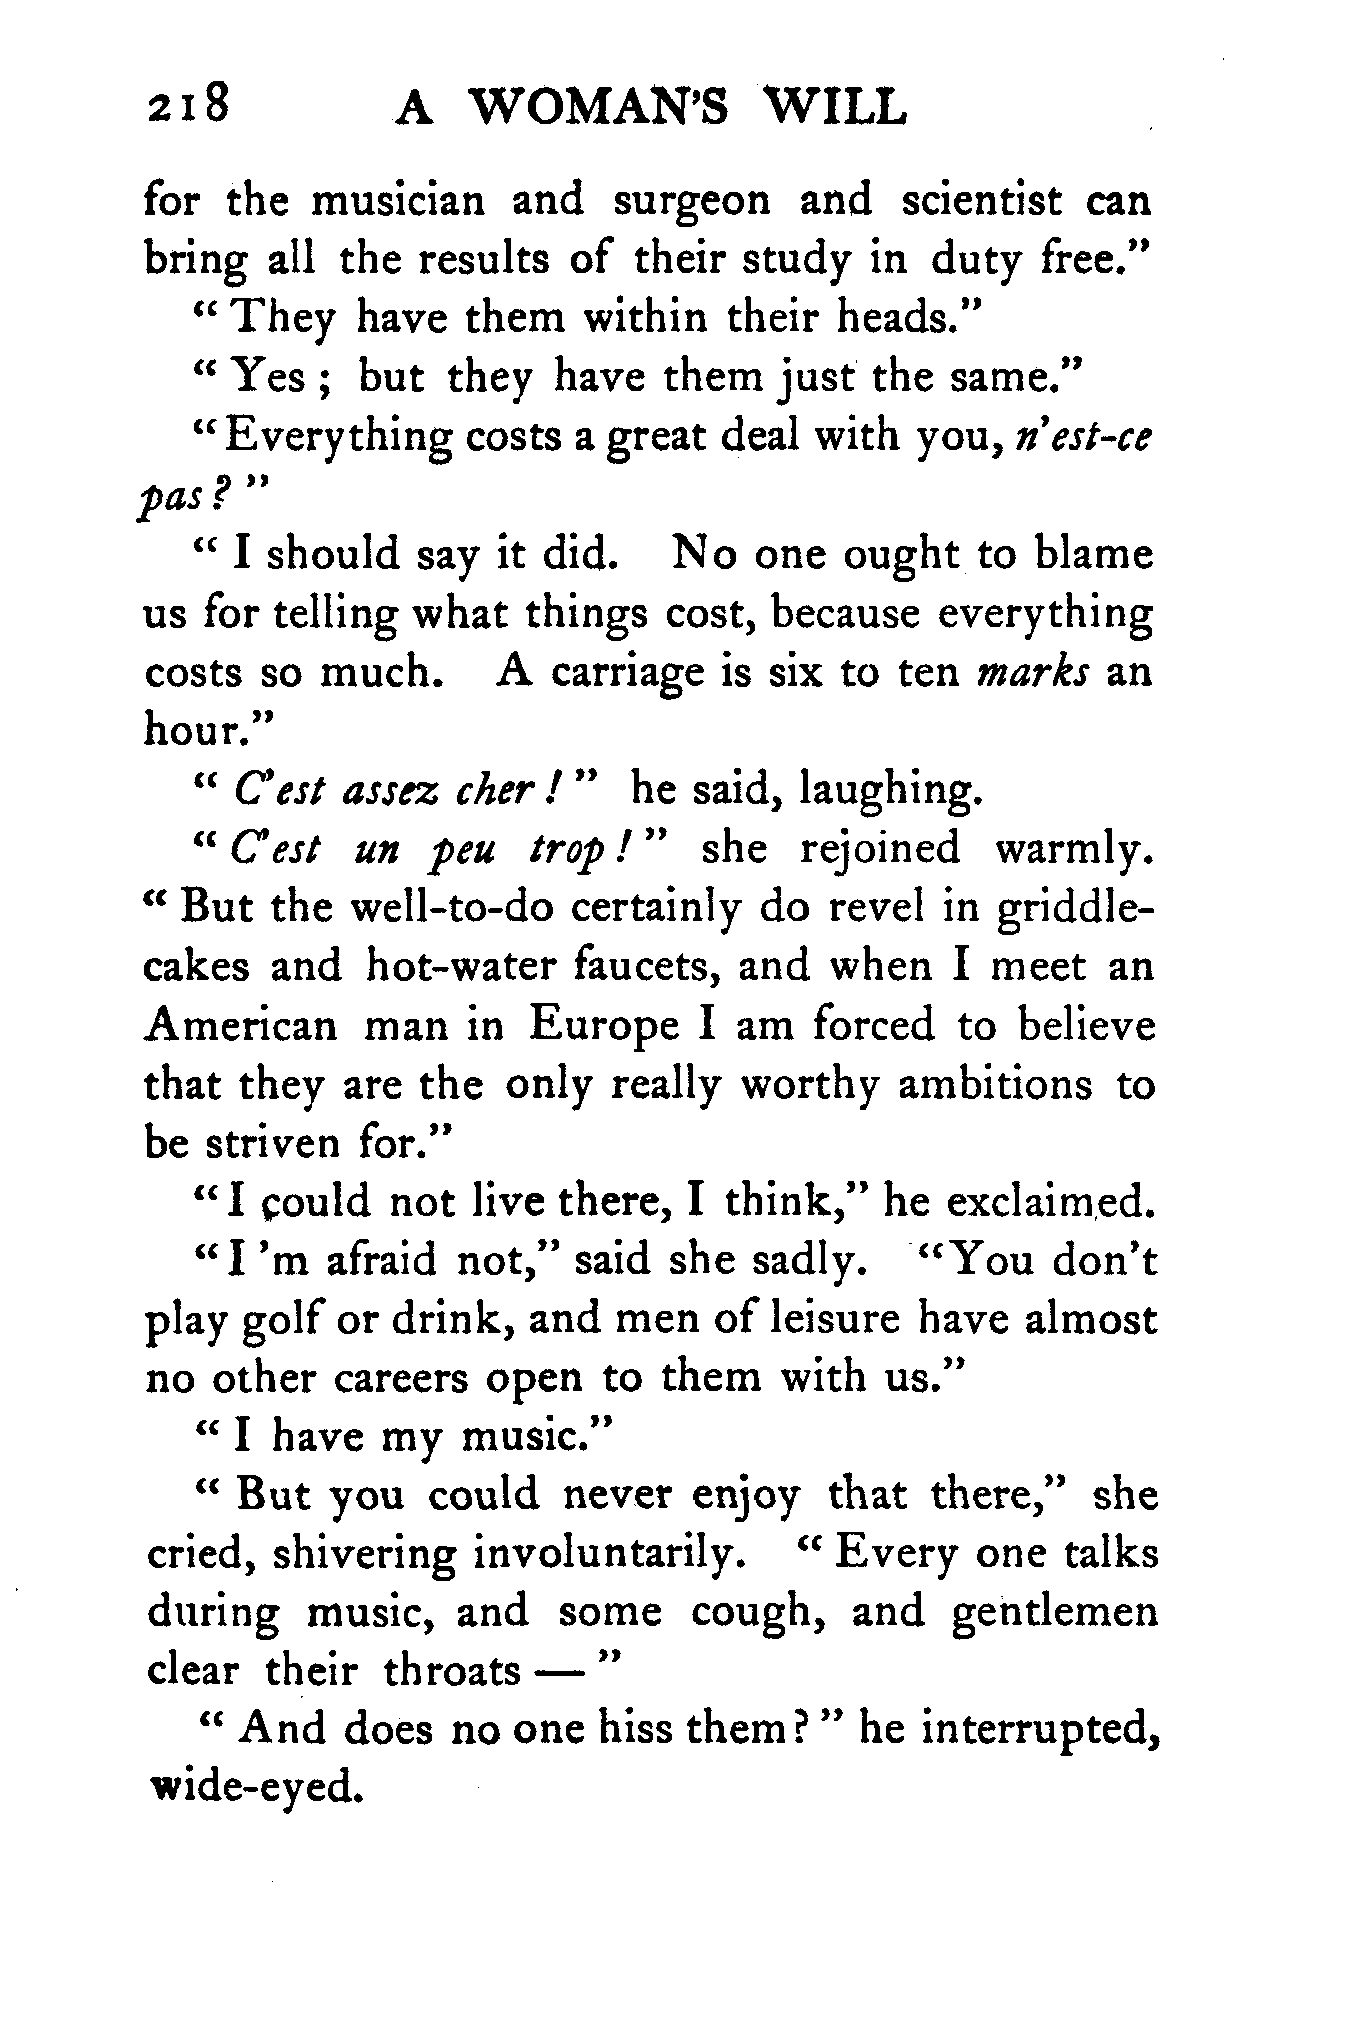 218 A WOMAN'S WILL
for the musician and surgeon and scientist can
bring all the results of their study in duty free."
"They have them within their heads."
"Yes; but they have them just the same."
"Everything costs a great deal with you, n'est-ce
pas?"
"I should say it did. No one ought to blame
us for telling what things cost, because everything
costs so much. A carriage is six to ten marks an
hour."
"C'est assez cher!" he said, laughing.
"C'est un peu trop!" she rejoined warmly.
"But the well-to-do certainly do revel in griddle-
cakes and hot-water faucets, and when I meet an
American man in Europe I am forced to believe
that they are the only really worthy ambitions to
be striven for."
"I could not live there, I think," he exclaimed.
"I 'm afraid not," said she sadly. "You don't
play golf or drink, and men of leisure have almost
no other careers open to them with us."
"I have my music."
"But you could never enjoy that there," she
cried, shivering involuntarily. "Every one talks
during music, and some cough, and gentlemen
clear their throats — "
"And does no one hiss them?" he interrupted,
wide-eyed.